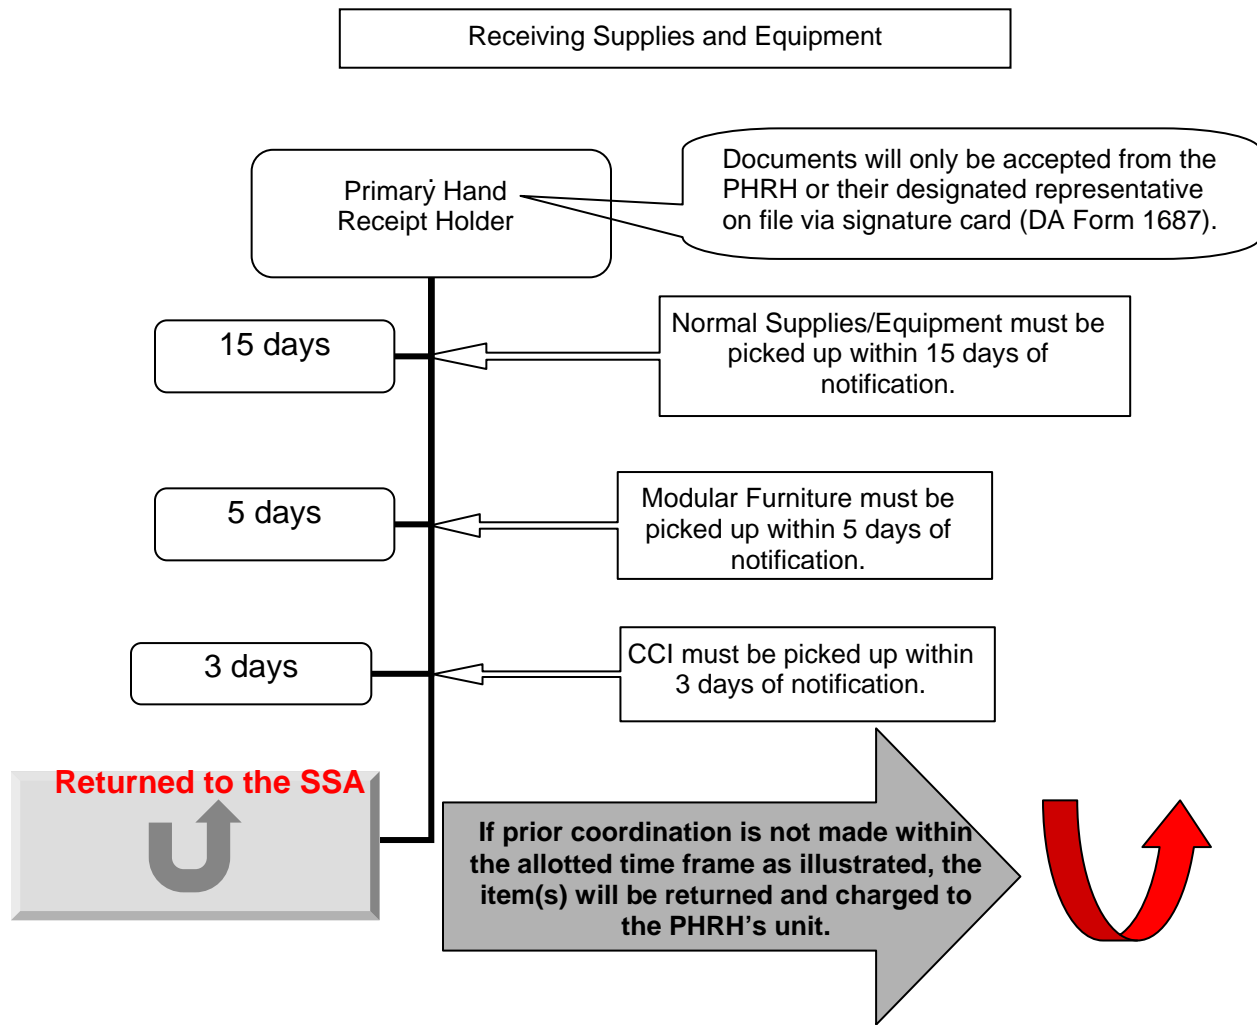 Receiving Supplies and Equipment
Primary Hand
Receipt Holder
Documents will only be accepted from the
PHRH or their designated representative
on file via signature card (DA Form 1687).
15 days
Normal Supplies/Equipment must be
picked up within 15 days of
notification.
5 days
Modular Furniture must be
picked up within 5 days of
notification.
3 days
CCI must be picked up within
3 days of notification.
Returned to the SSA
If prior coordination is not made within
the allotted time frame as illustrated, the
item(s) will be returned and charged to
the PHRH’s unit.